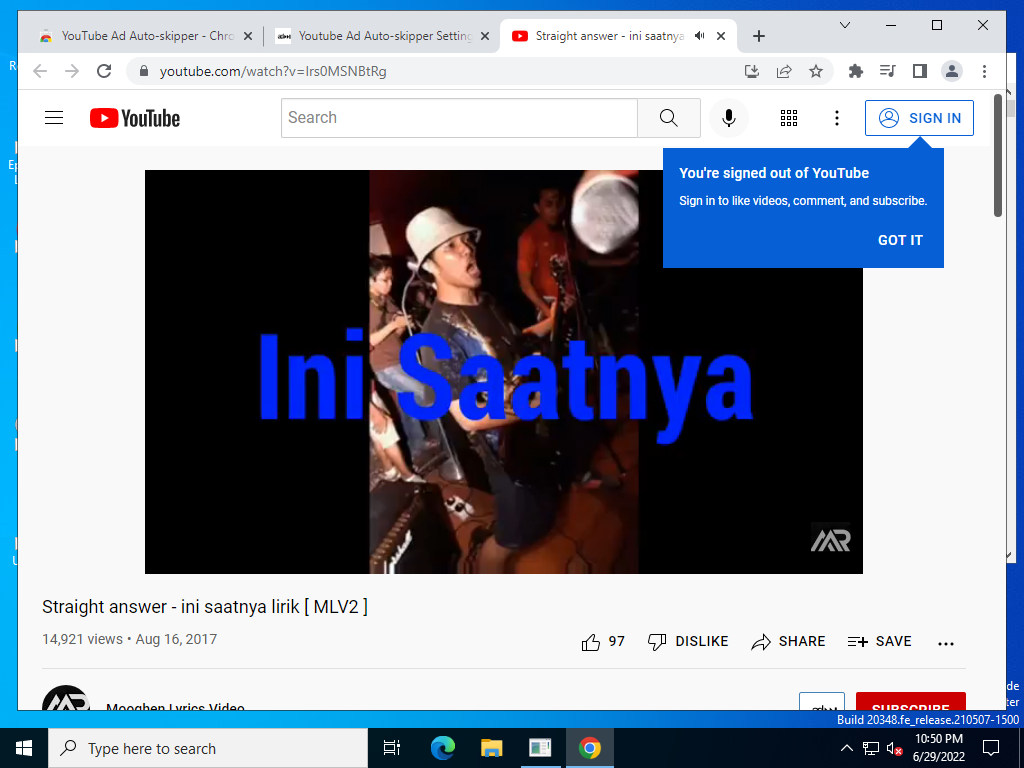 YouTube Ad Auto-skipper - Chro
Youtube Ad Auto-skipper Setting
Straight answer - ini saatnya
youtube.com/watch?v=Irs0MSNBtRg
YouTube
Search
SIGN IN
You're signed out of YouTube
Sign in to like videos, comment, and subscribe.
GOT IT
Ini Saatnya
MR
Straight answer - ini saatnya lirik [ MLV2 ]
14,921 views • Aug 16, 2017
97
DISLIKE
SHARE
SAVE
Mooghen Lyrics Video
SUBSCRIBE
Build 20348.fe_release.210507-1500
Type here to search
10:50 PM
6/29/2022